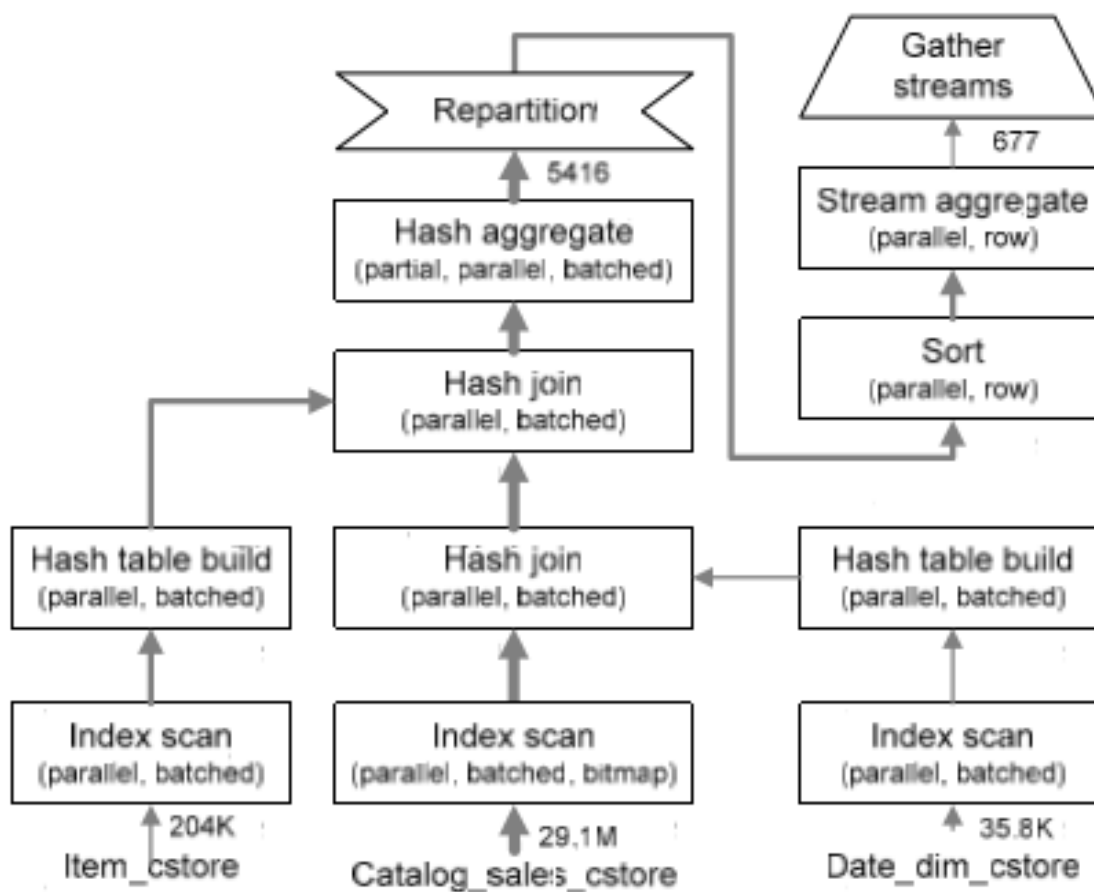 Gather
streams
Repartition
677
5416
Stream aggregate
(parallel, row)
Hash aggregate
(partial, parallel, batched)
Sort
(parallel, row)
Hash join
(parallel, batched)
Hash table build
(parallel, batched)
Hash join
(parallel, batched)
Hash table build
(parallel, batched)
Index scan
(parallel, batched)
Index scan
(parallel, batched, bitmap)
Index scan
(parallel, batched)
204K
29.1M
35.8K
Item_cstore
Catalog_sales_cstore
Date_dim_cstore